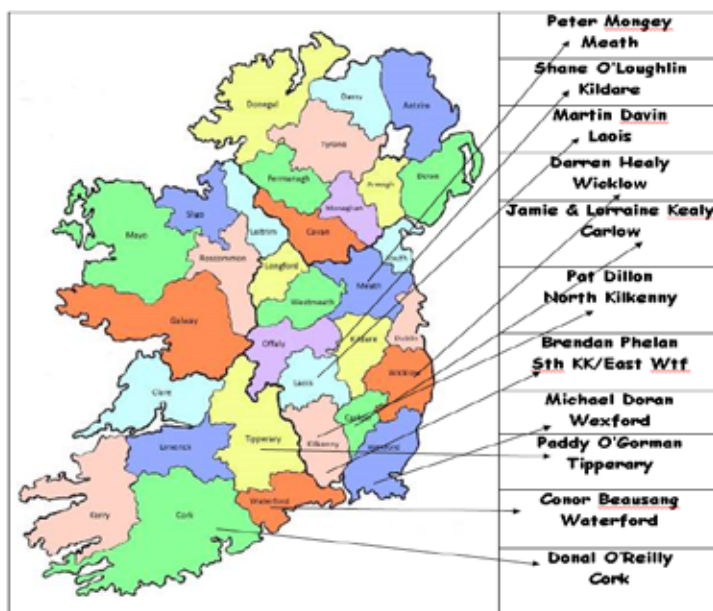 Peter Mongey
Meath
Shane O'Loughlin
Kildare
Martin Davin
Laois
Darren Healy
Wicklow
Jamie & Lorraine Kealy
Carlow
Pat Dillon
North Kilkenny
Brendan Phelan
Sth KK/East Wtf
Michael Doran
Wexford
Paddy O'Gorman
Tipperary
Conor Beausang
Waterford
Donal O'Reilly
Cork
Donegal
Derry
Antrim
Tyrone
Fermanagh
Armagh
Down
Monaghan
Sligo
Leitrim
Cavan
Mayo
Roscommon
Longford
Louth
Meath
Westmeath
Galway
Offaly
Kildare
Dublin
Laois
Wicklow
Clare
Carlow
Tipperary
Kilkenny
Wexford
Limerick
Waterford
Kerry
Cork